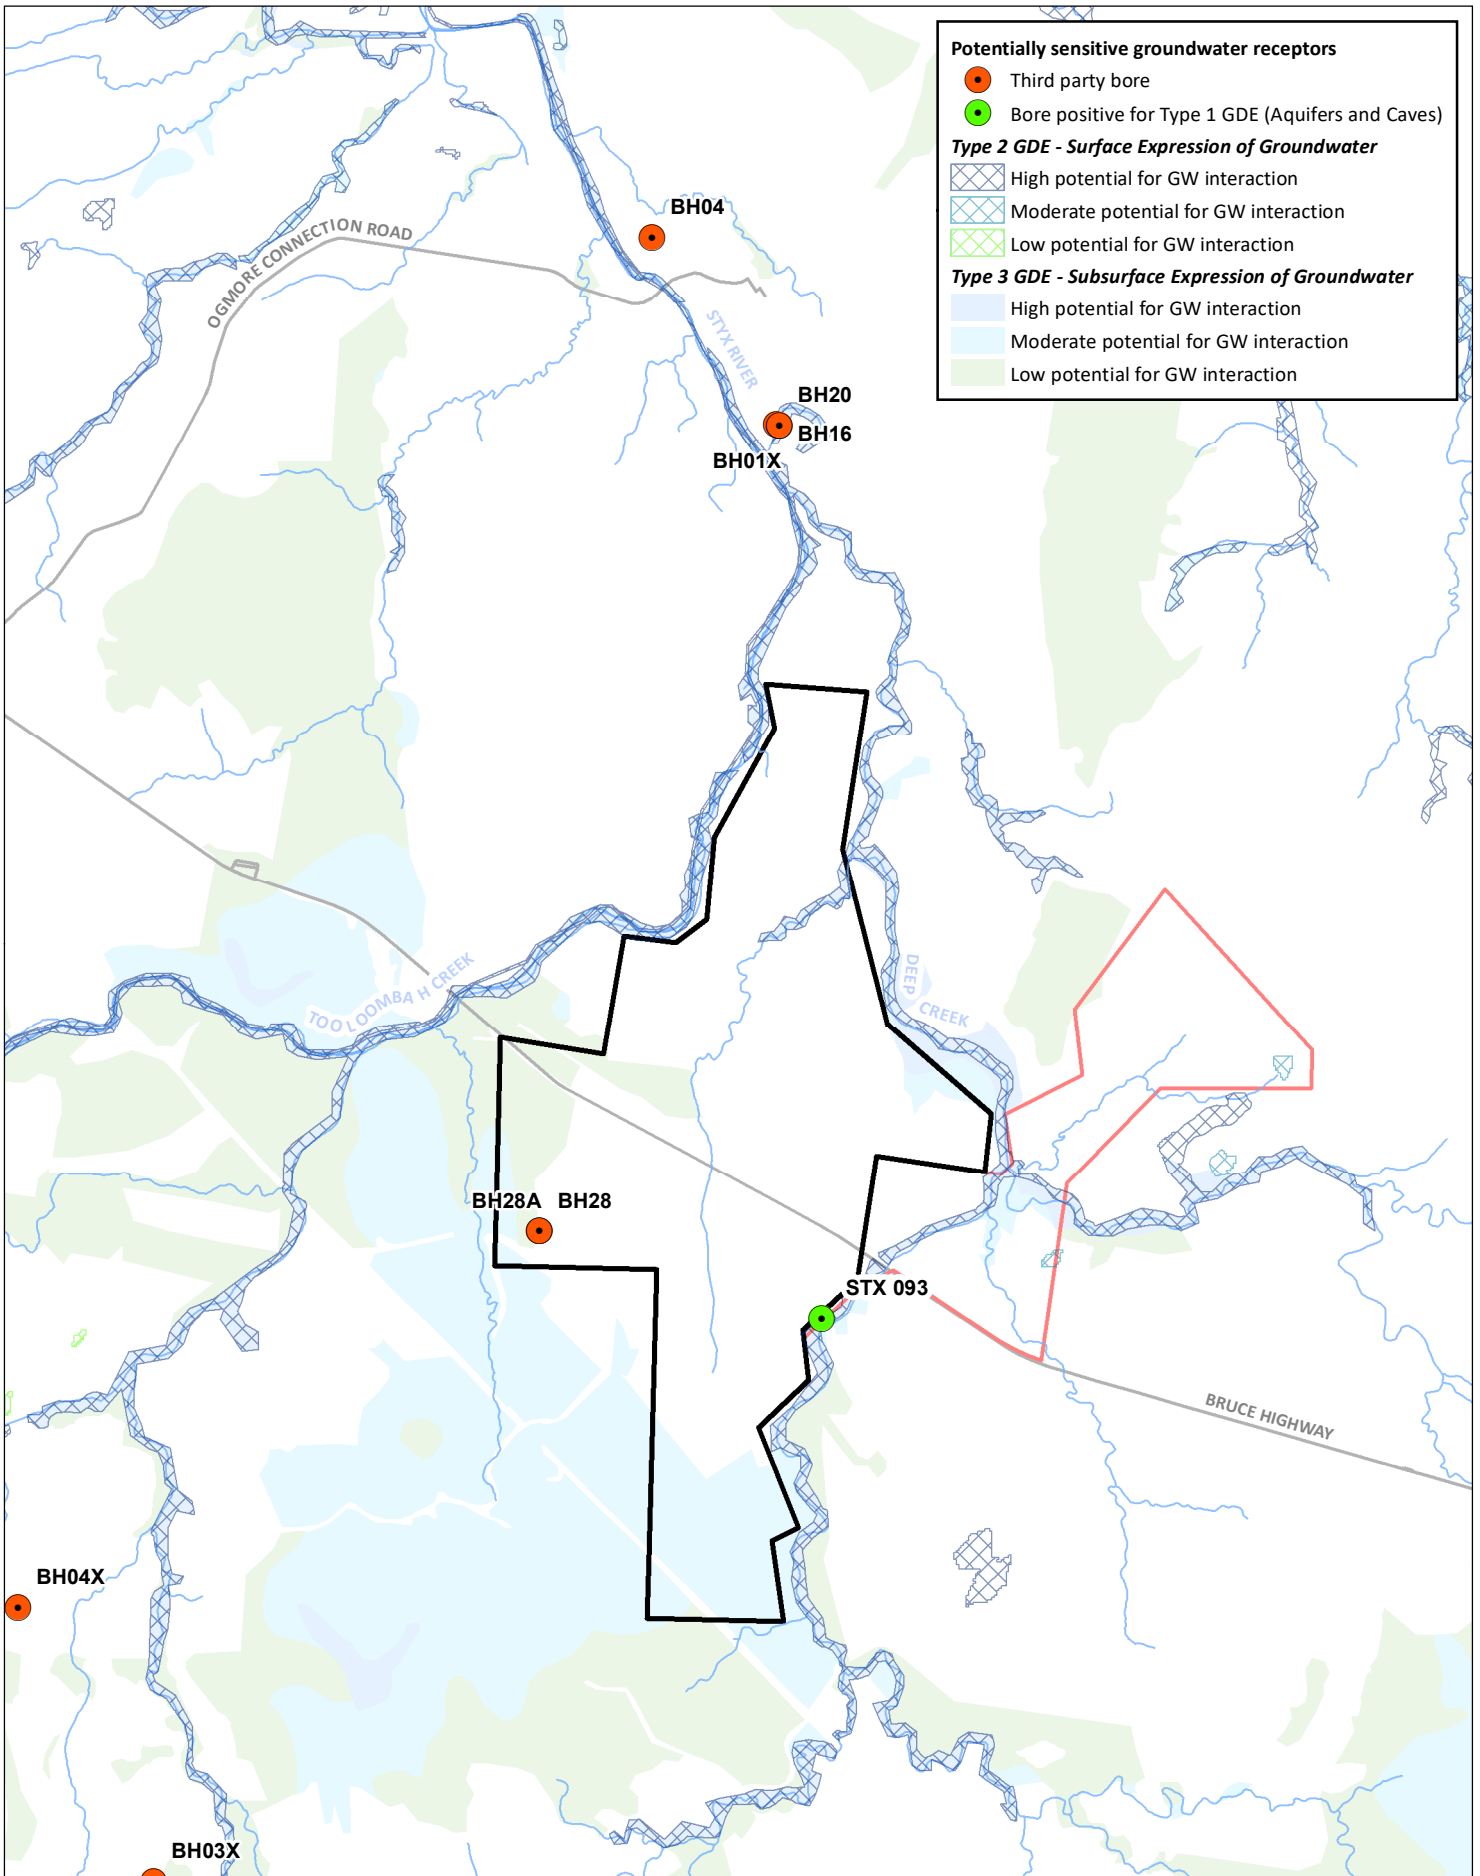 Potentially sensitive groundwater receptors
Third party bore
Bore positive for Type 1 GDE (Aquifers and Caves)
Type 2 GDE - Surface Expression of Groundwater
High potential for GW interaction
Moderate potential for GW interaction
Low potential for GW interaction
Type 3 GDE - Subsurface Expression of Groundwater
High potential for GW interaction
Moderate potential for GW interaction
Low potential for GW interaction
BH04
OGMORE CONNECTION ROAD
STYX RIVER
BH20
BH16
BH01X
TOOLOOMBAH CREEK
DEEP CREEK
BH28A BH28
STX 093
BRUCE HIGHWAY
BH04X
BH03X